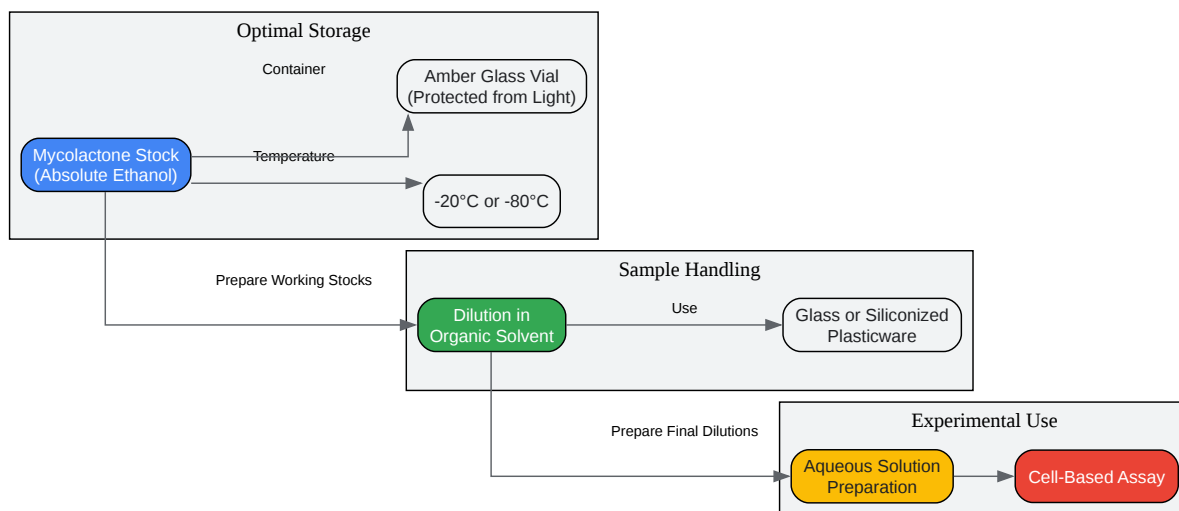 Optimal Storage
Container
Amber Glass Vial
(Protected from Light)
Mycolactone Stock
(Absolute Ethanol)
Temperature
-20°C or -80°C
Prepare Working Stocks
Sample Handling
Dilution in
Organic Solvent
Use
Glass or Siliconized
Plasticware
Prepare Final Dilutions
Experimental Use
Aqueous Solution
Preparation
Cell-Based Assay